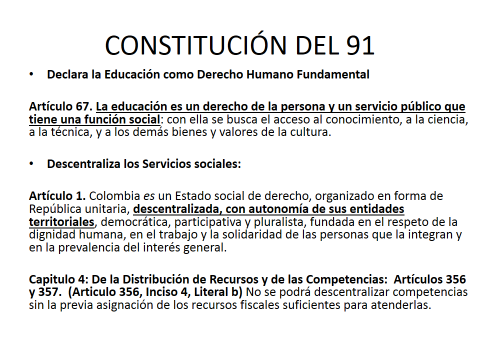 CONSTITUCIÓN DEL 91
• Declara la Educación como Derecho Humano Fundamental
Artículo 67. La educación es un derecho de la persona y un servicio público que
tiene una función social: con ella se busca el acceso al conocimiento, a la ciencia,
a la técnica, y a los demás bienes y valores de la cultura.
• Descentraliza los Servicios sociales:
Artículo 1. Colombia es un Estado social de derecho, organizado en forma de
República unitaria, descentralizada, con autonomía de sus entidades
territoriales, democrática, participativa y pluralista, fundada en el respeto de la
dignidad humana, en el trabajo y la solidaridad de las personas que la integran y
en la prevalencia del interés general.
Capitulo 4: De la Distribución de Recursos y de las Competencias: Artículos 356
y 357. (Articulo 356, Inciso 4, Literal b) No se podrá descentralizar competencias
sin la previa asignación de los recursos fiscales suficientes para atenderlas.